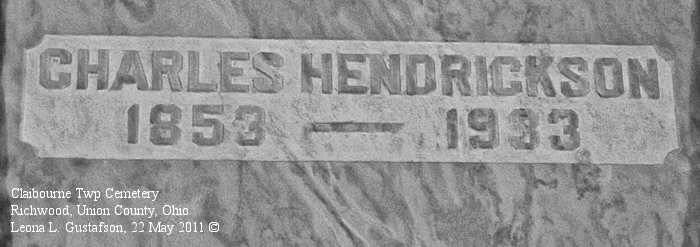 CHARLES HENDRICKSON
1853 — 1933
Claibourne Twp Cemetery
Richwood, Union County, Ohio
Leona L. Gustafson, 22 May 2011 ©